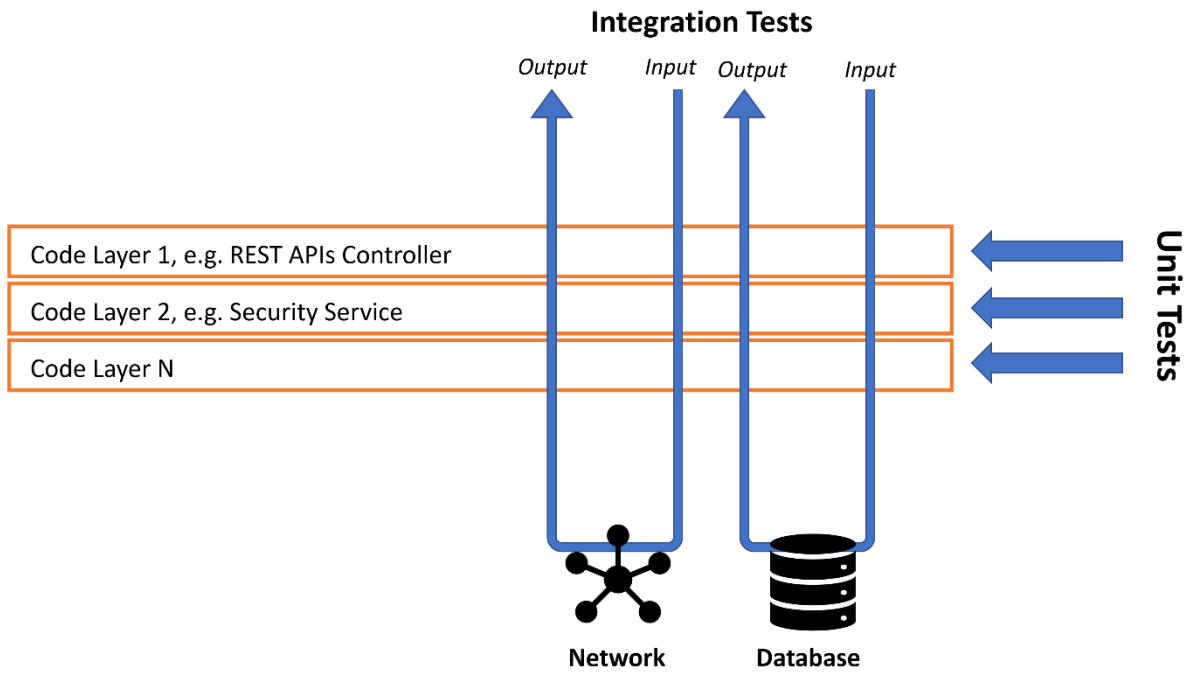 Integration Tests
Output Input Output Input
Code Layer 1, e.g. REST APIs Controller
Code Layer 2, e.g. Security Service
Code Layer N
Unit Tests
Network Database